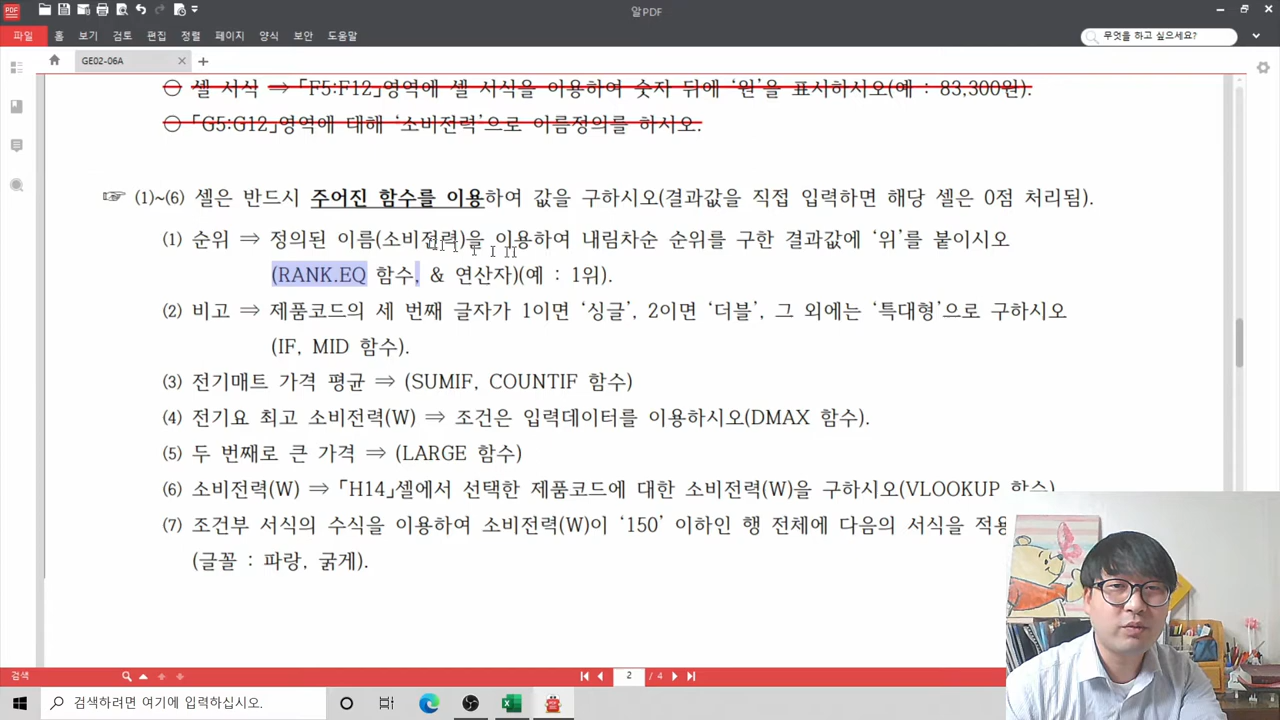 알PDF
파일 홈 보기 검토 편집 정렬 페이지 양식 보안 도움말
무엇을 하고 싶으세요?
GE02-06A
○ 셀 서식 ⇒「F5:F12」영역에 셀 서식을 이용하여 숫자 뒤에 ‘원’을 표시하시오(예 : 83,300원).
○「G5:G12」영역에 대해 ‘소비전력’으로 이름정의를 하시오.
☞ (1)~(6) 셀은 반드시 주어진 함수를 이용하여 값을 구하시오(결과값을 직접 입력하면 해당 셀은 0점 처리됨).
(1) 순위 ⇒ 정의된 이름(소비전력)을 이용하여 내림차순 순위를 구한 결과값에 ‘위’를 붙이시오
(RANK.EQ 함수, & 연산자)(예 : 1위).
(2) 비고 ⇒ 제품코드의 세 번째 글자가 1이면 ‘싱글’, 2이면 ‘더블’, 그 외에는 ‘특대형’으로 구하시오
(IF, MID 함수).
(3) 전기매트 가격 평균 ⇒ (SUMIF, COUNTIF 함수)
(4) 전기요 최고 소비전력(W) ⇒ 조건은 입력데이터를 이용하시오(DMAX 함수).
(5) 두 번째로 큰 가격 ⇒ (LARGE 함수)
(6) 소비전력(W) ⇒「H14」셀에서 선택한 제품코드에 대한 소비전력(W)을 구하시오(VLOOKUP 함수)
(7) 조건부 서식의 수식을 이용하여 소비전력(W)이 ‘150’ 이하인 행 전체에 다음의 서식을 적용
(글꼴 : 파랑, 굵게).
검색
2 / 4
검색하려면 여기에 입력하십시오.